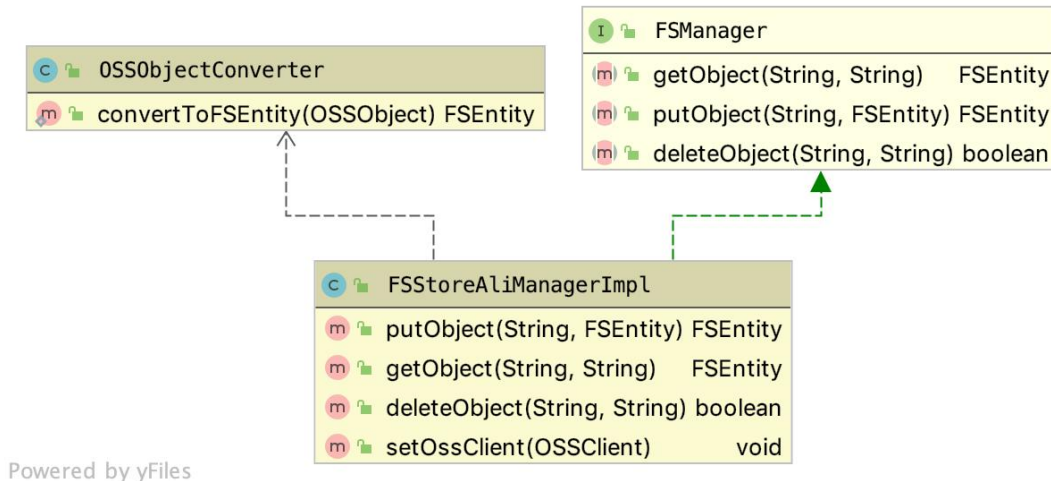 OSSObjectConverter
convertToFSEntity(OSSObject) FSEntity
FSManager
getObject(String, String) FSEntity
putObject(String, FSEntity) FSEntity
deleteObject(String, String) boolean
FSStoreAliManagerImpl
putObject(String, FSEntity) FSEntity
getObject(String, String) FSEntity
deleteObject(String, String) boolean
setOssClient(OSSClient) void
Powered by yFiles